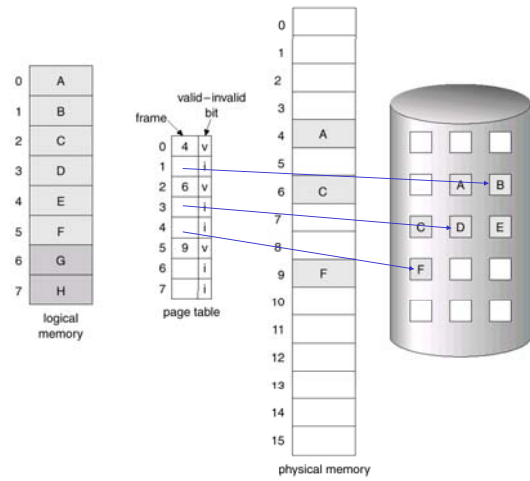 0 A
1 B
2 C
3 D
4 E
5 F
6 G
7 H
logical
memory
valid–invalid
bit
frame
0 4 v
1 i
2 6 v
3 i
4 i
5 9 v
6 i
7 i
page table
0
1
2
3
4 A
5
6 C
7
8
9 F
10
11
12
13
14
15
physical memory
A B
C D E
F